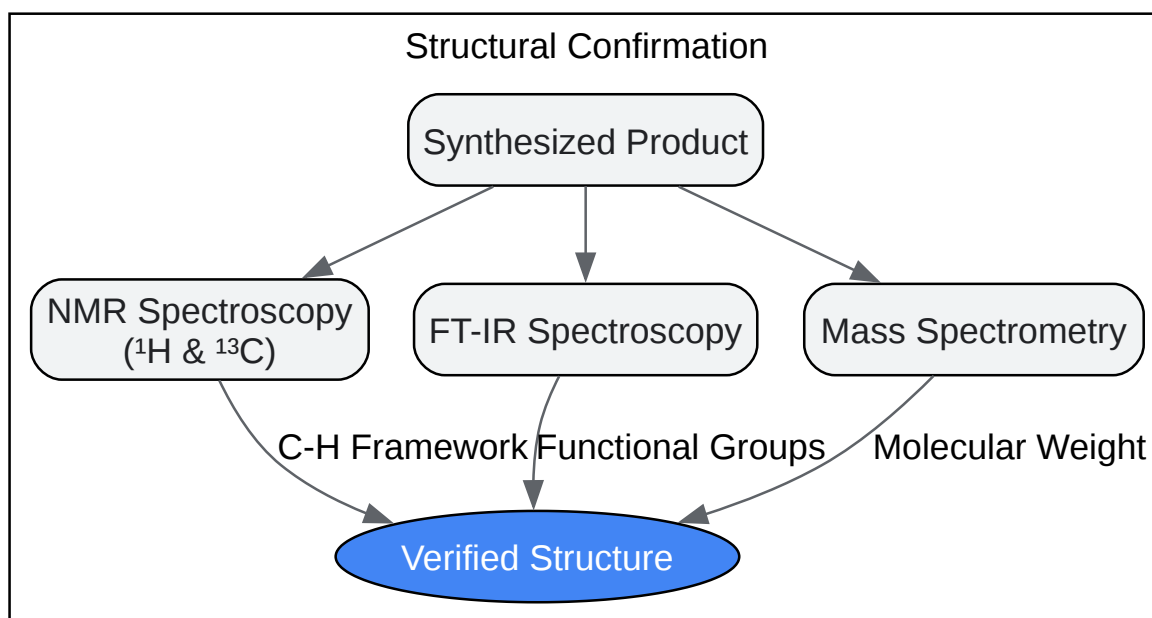 Structural Confirmation
Synthesized Product
NMR Spectroscopy
(¹H & ¹³C)
FT-IR Spectroscopy
Mass Spectrometry
C-H Framework
Functional Groups
Molecular Weight
Verified Structure